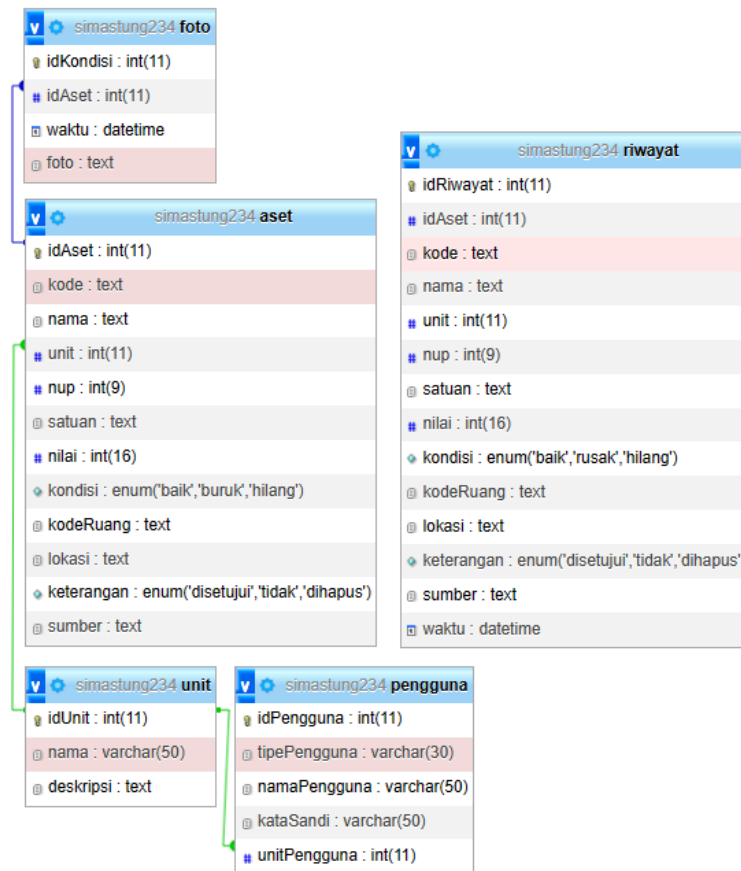 simastung234 foto
idKondisi : int(11)
idAset : int(11)
waktu : datetime
foto : text
simastung234 aset
idAset : int(11)
kode : text
nama : text
unit : int(11)
nup : int(9)
satuan : text
nilai : int(16)
kondisi : enum('baik','buruk','hilang')
kodeRuang : text
lokasi : text
keterangan : enum('disetujui','tidak','dihapus')
sumber : text
simastung234 riwayat
idRiwayat : int(11)
idAset : int(11)
kode : text
nama : text
unit : int(11)
nup : int(9)
satuan : text
nilai : int(16)
kondisi : enum('baik','rusak','hilang')
kodeRuang : text
lokasi : text
keterangan : enum('disetujui','tidak','dihapus'
sumber : text
waktu : datetime
simastung234 unit
idUnit : int(11)
nama : varchar(50)
deskripsi : text
simastung234 pengguna
idPengguna : int(11)
tipePengguna : varchar(30)
namaPengguna : varchar(50)
kataSandi : varchar(50)
unitPengguna : int(11)